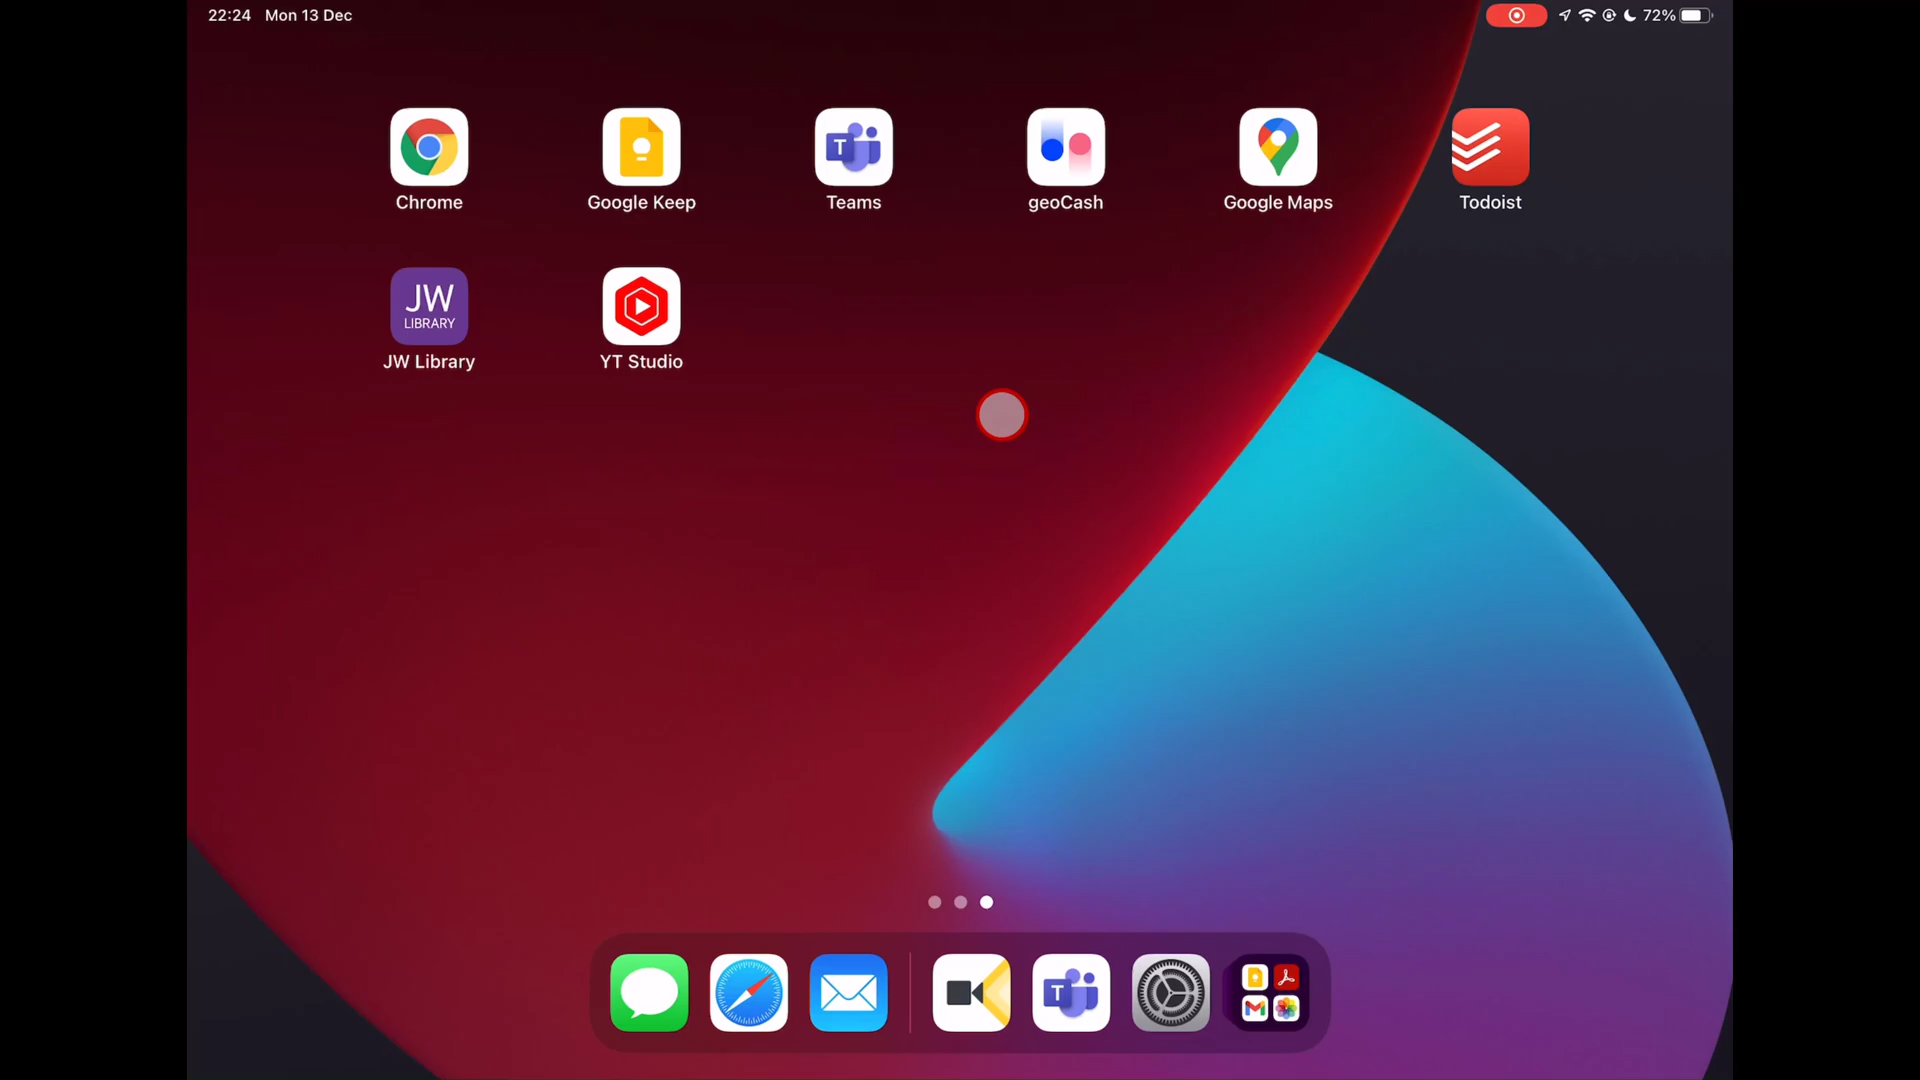 22:24 Mon 13 Dec
72%
T
Chrome
Google Keep
Teams
geoCash
Google Maps
Todoist
JW
LIBRARY
JW Library
YT Studio
T